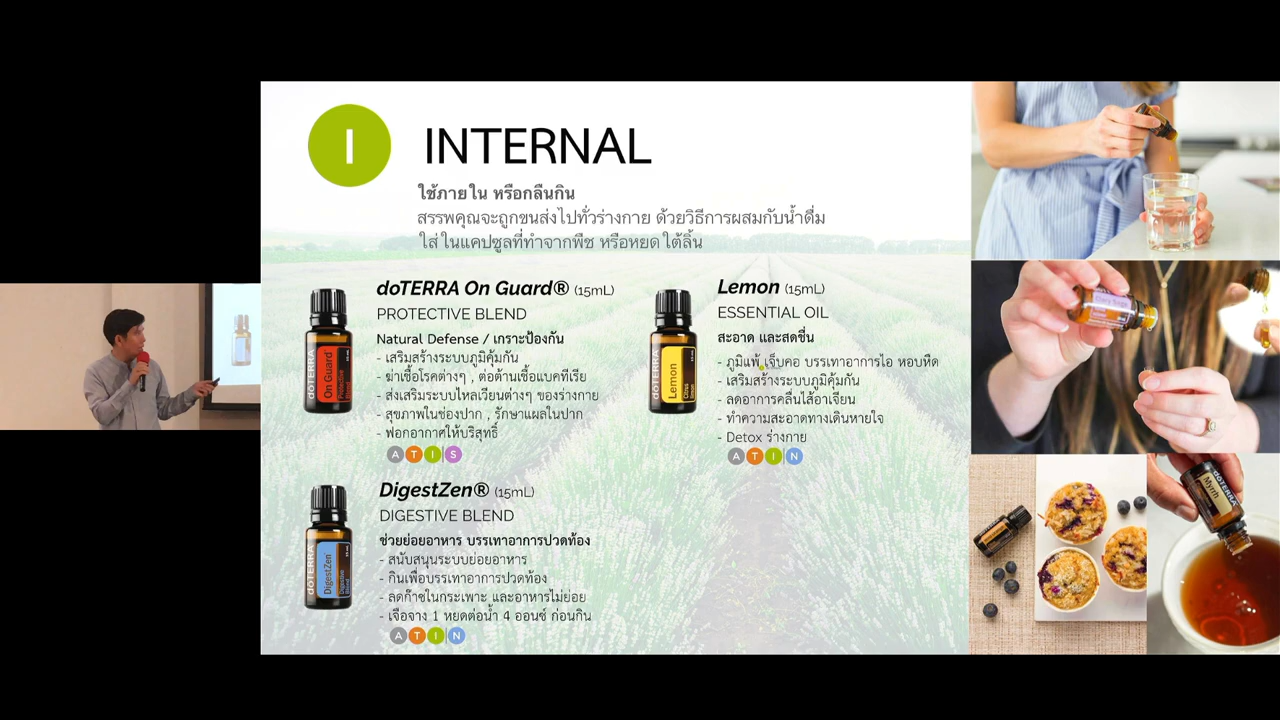 I
INTERNAL
ใช้ภายใน หรือกลืนกิน
สรรพคุณจะถูกขนส่งไปทั่วร่างกาย ด้วยวิธีการผสมกับน้ำดื่ม
ใส่ในแคปซูลที่ทำจากพืช หรือหยดใต้ลิ้น
doTERRA On Guard® (15mL)
PROTECTIVE BLEND
Natural Defense / เกราะป้องกัน
- เสริมสร้างระบบภูมิคุ้มกัน
- ฆ่าเชื้อโรคต่างๆ , ต่อต้านเชื้อแบคทีเรีย
- ส่งเสริมระบบไหลเวียนต่างๆ ของร่างกาย
- สุขภาพในช่องปาก , รักษาแผลในปาก
- ฟอกอากาศให้บริสุทธิ์
A T I S
dōTERRA
On Guard
Protective
Blend
Lemon (15mL)
ESSENTIAL OIL
สะอาด และสดชื่น
- ภูมิแพ้ เจ็บคอ บรรเทาอาการไอ หอบหืด
- เสริมสร้างระบบภูมิคุ้มกัน
- ลดอาการคลื่นไส้อาเจียน
- ทำความสะอาดทางเดินหายใจ
- Detox ร่างกาย
A T I N
dōTERRA
Lemon
DigestZen® (15mL)
DIGESTIVE BLEND
ช่วยย่อยอาหาร บรรเทาอาการปวดท้อง
- สนับสนุนระบบย่อยอาหาร
- กินเพื่อบรรเทาอาการปวดท้อง
- ลดก๊าซในกระเพาะ และอาหารไม่ย่อย
- เจือจาง 1 หยดต่อน้ำ 4 ออนซ์ ก่อนกิน
A T I N
dōTERRA
DigestZen
Digestive
Blend
Clary Sage
dōTERRA
Myrrh